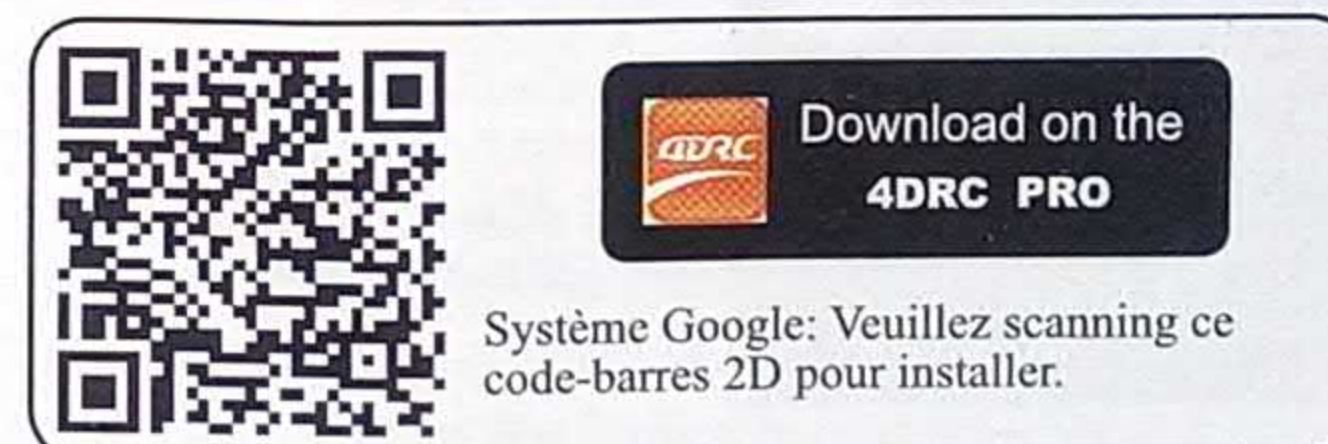 4DRC
Download on the
4DRC PRO
Système Google: Veuillez scanning ce
code-barres 2D pour installer.